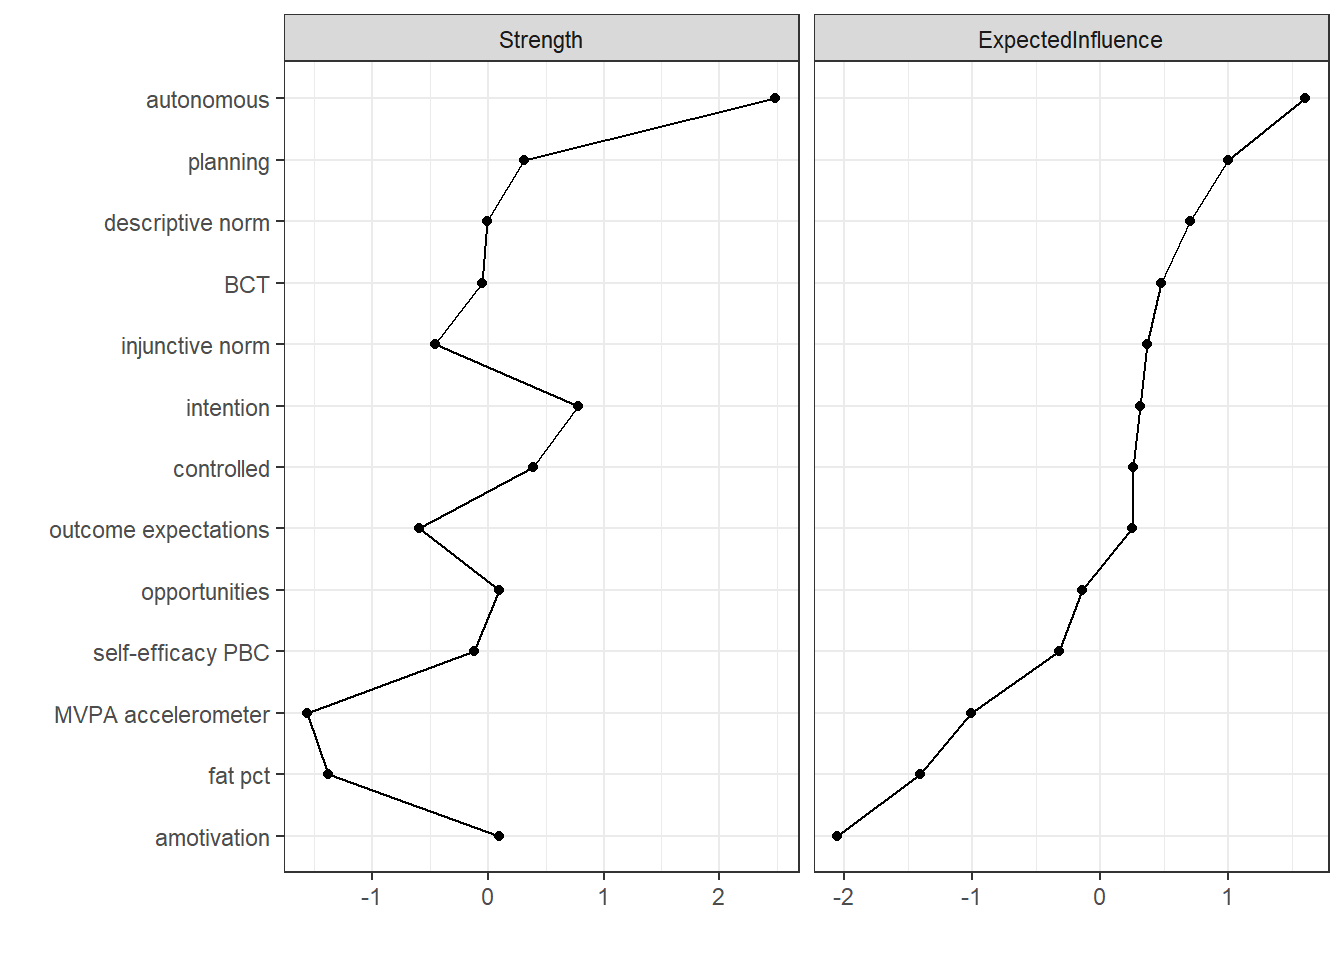 Strength
ExpectedInfluence
autonomous
planning
descriptive norm
BCT
injunctive norm
intention
controlled
outcome expectations
opportunities
self-efficacy PBC
MVPA accelerometer
fat pct
amotivation
-1 0 1 2
-2 -1 0 1